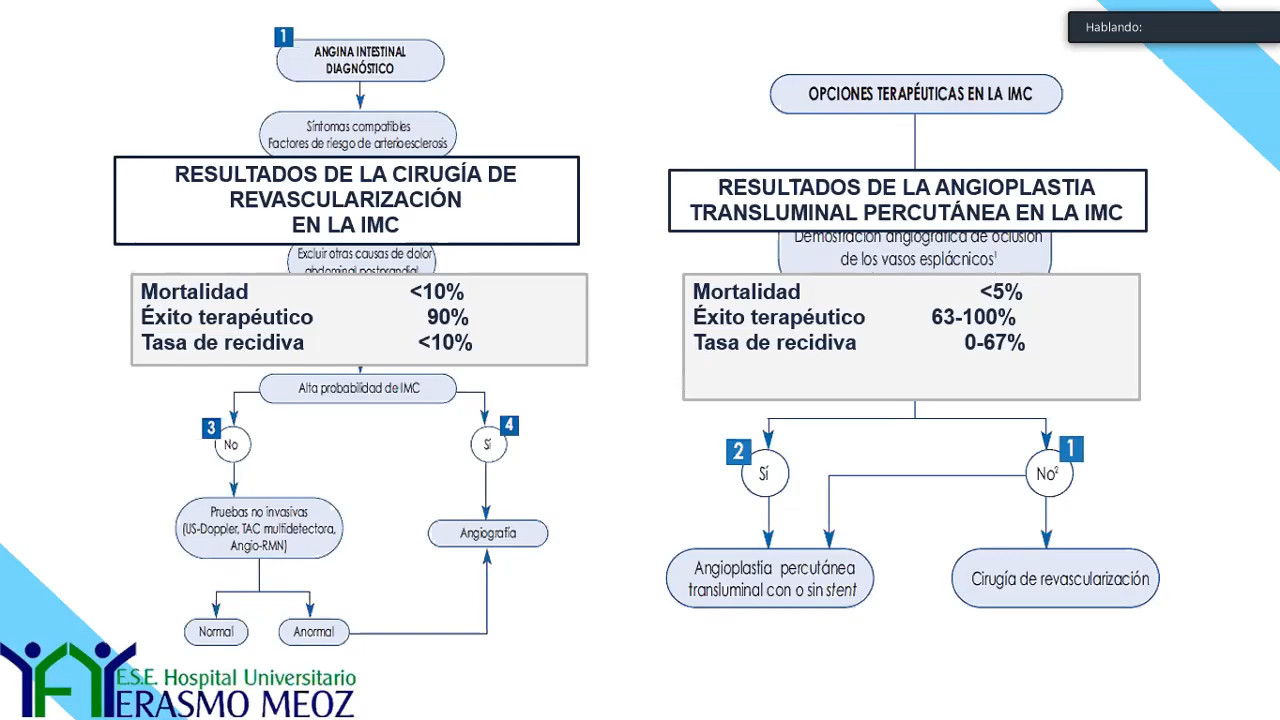 Hablando:
1
ANGINA INTESTINAL
DIAGNÓSTICO
Síntomas compatibles
Factores de riesgo de arterioesclerosis
RESULTADOS DE LA CIRUGÍA DE
REVASCULARIZACIÓN
EN LA IMC
Excluir otras causas de dolor
abdominal postprandial
Mortalidad <10%
Éxito terapéutico 90%
Tasa de recidiva <10%
Alta probabilidad de IMC
3
No
4
Sí
Pruebas no invasivas
(US-Doppler, TAC multidetectora,
Angio-RMN)
Angiografía
Normal
Anormal
OPCIONES TERAPÉUTICAS EN LA IMC
RESULTADOS DE LA ANGIOPLASTIA
TRANSLUMINAL PERCUTÁNEA EN LA IMC
Demostración angiográfica de oclusión
de los vasos esplácnicos¹
Mortalidad <5%
Éxito terapéutico 63-100%
Tasa de recidiva 0-67%
2
Sí
1
No²
Angioplastia percutánea
transluminal con o sin stent
Cirugía de revascularización
E.S.E. Hospital Universitario
ERASMO MEOZ